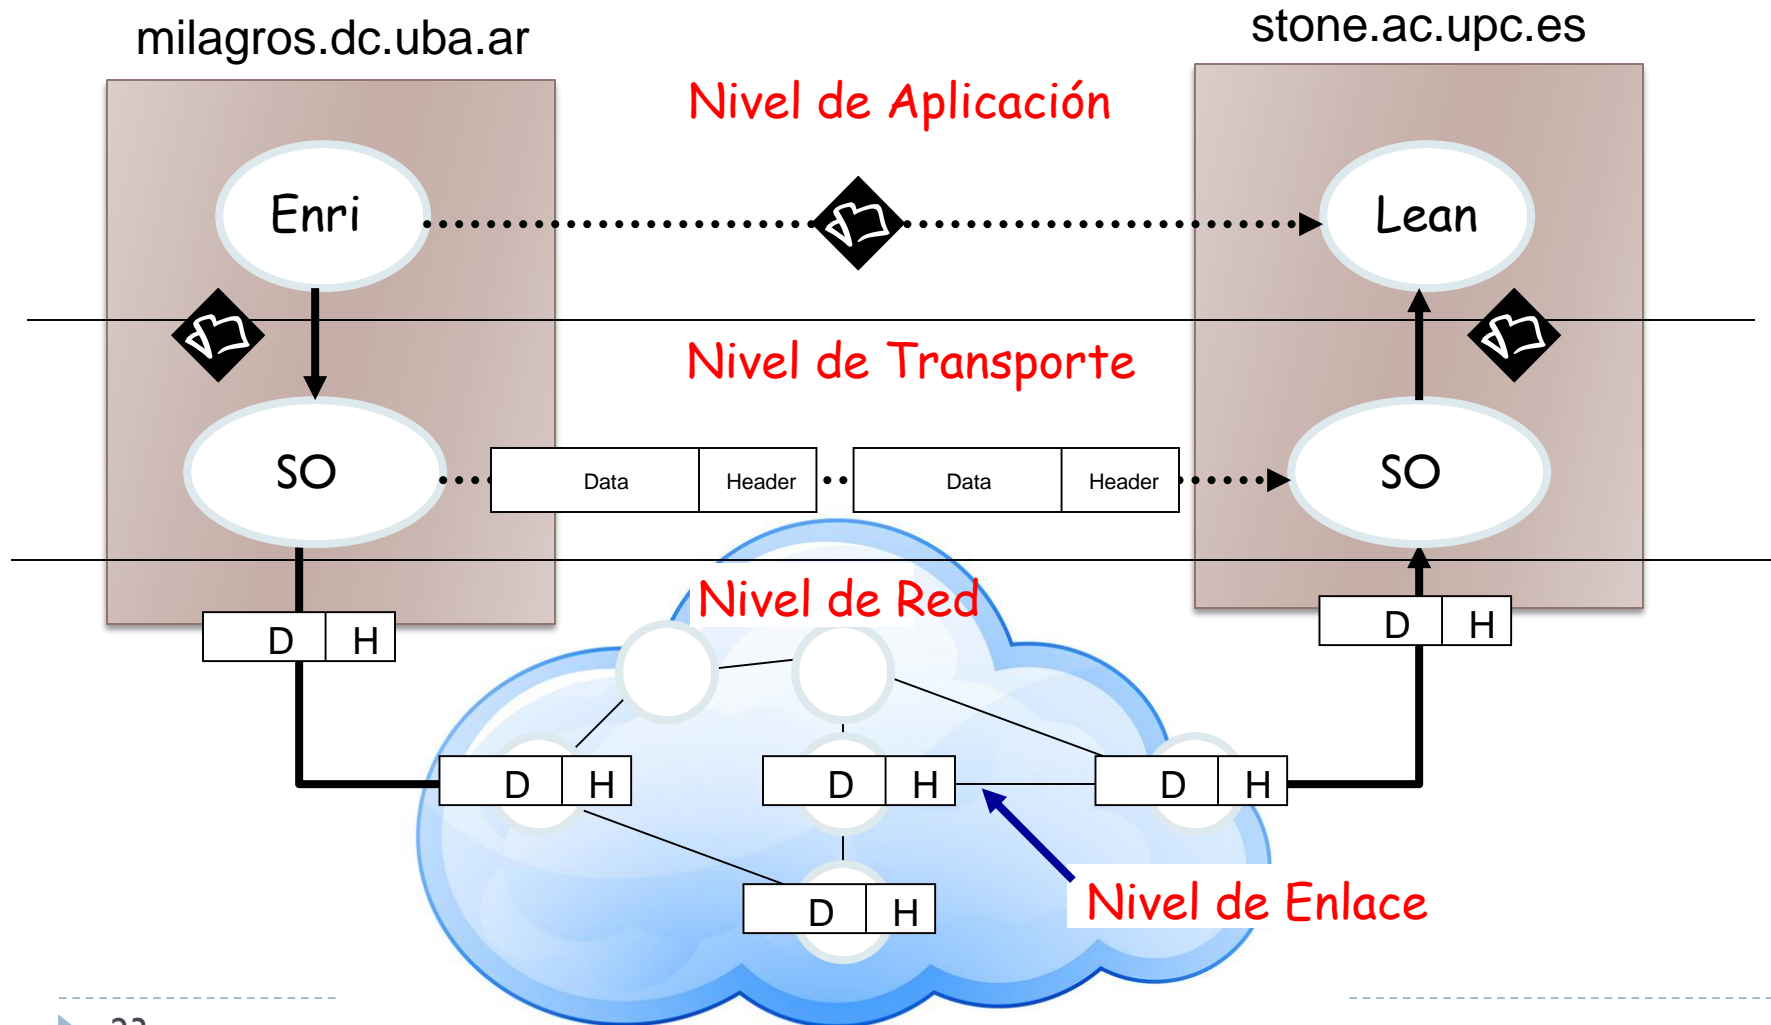 milagros.dc.uba.ar
stone.ac.upc.es
Nivel de Aplicación
Enri
Lean
Nivel de Transporte
SO
Data Header
Data Header
SO
Nivel de Red
D H
D H
D H
D H
D H
D H
Nivel de Enlace
23